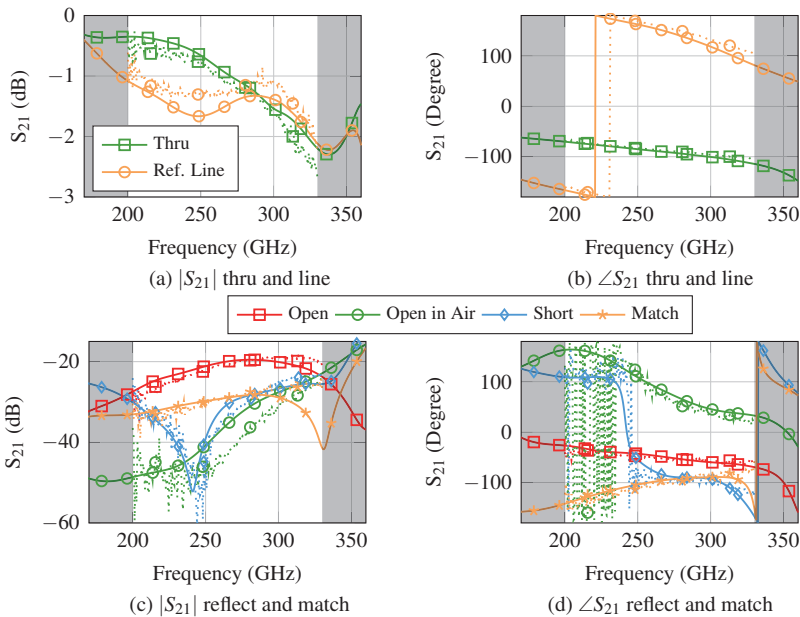 0
−1
−2
−3
S21 (dB)
Thru
Ref. Line
200
250
300
350
Frequency (GHz)
(a) |S21| thru and line
100
0
−100
S21 (Degree)
200
250
300
350
Frequency (GHz)
(b) ∠S21 thru and line
Open
Open in Air
Short
Match
−20
−40
−60
S21 (dB)
200
250
300
350
Frequency (GHz)
(c) |S21| reflect and match
100
0
−100
S21 (Degree)
200
250
300
350
Frequency (GHz)
(d) ∠S21 reflect and match